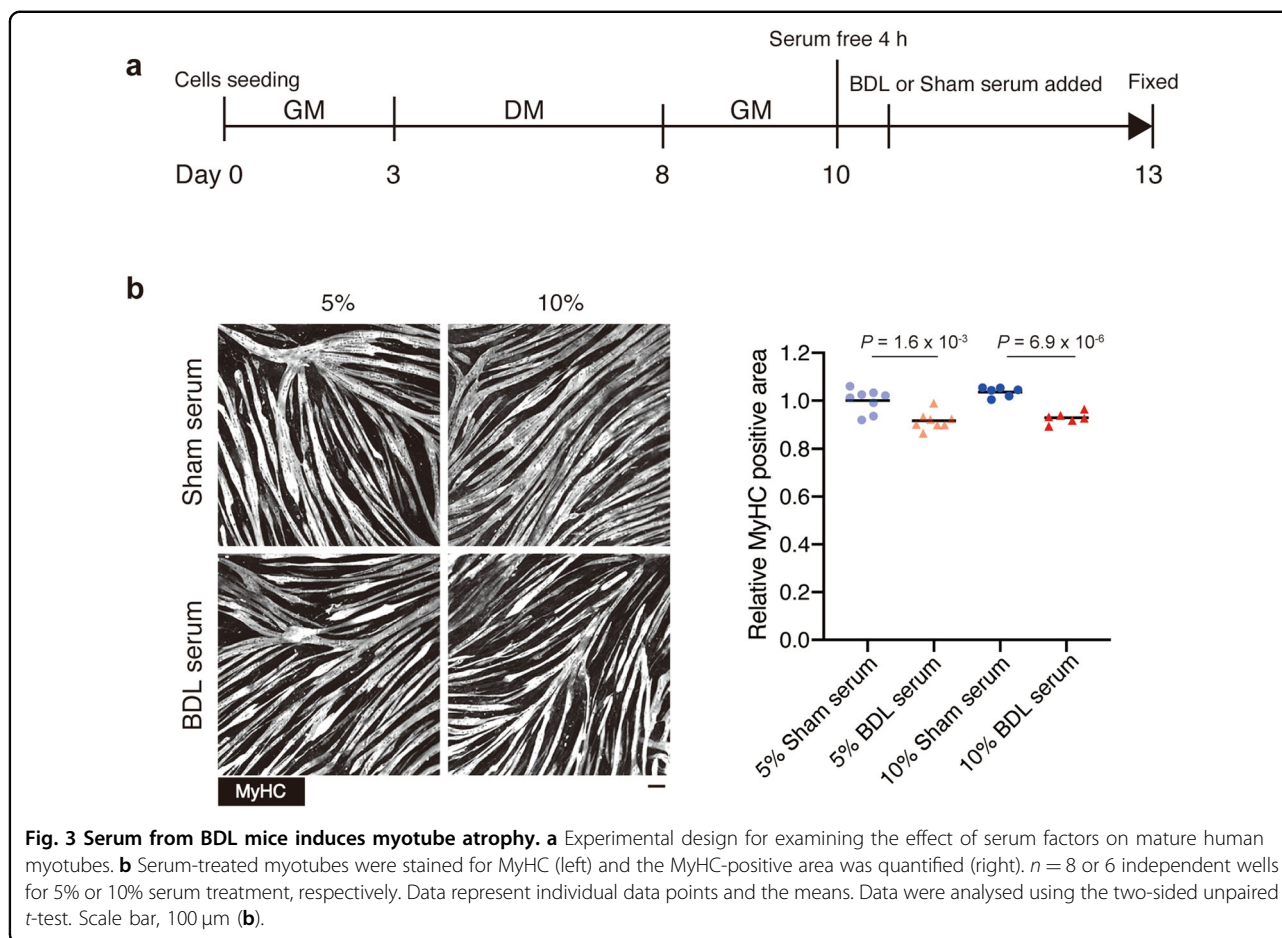 a
Serum free 4 h
Cells seeding
BDL or Sham serum added
Fixed
GM
DM
GM
Day 0
3
8
10
13
b
5%
10%
Sham serum
BDL serum
MyHC
P = 1.6 x 10⁻³
P = 6.9 x 10⁻⁶
Relative MyHC positive area
1.2
1.0
0.8
0.6
0.4
0.2
0.0
5% Sham serum
5% BDL serum
10% Sham serum
10% BDL serum
Fig. 3 Serum from BDL mice induces myotube atrophy. a Experimental design for examining the effect of serum factors on mature human
myotubes. b Serum-treated myotubes were stained for MyHC (left) and the MyHC-positive area was quantified (right). n = 8 or 6 independent wells
for 5% or 10% serum treatment, respectively. Data represent individual data points and the means. Data were analysed using the two-sided unpaired
t-test. Scale bar, 100 μm (b).